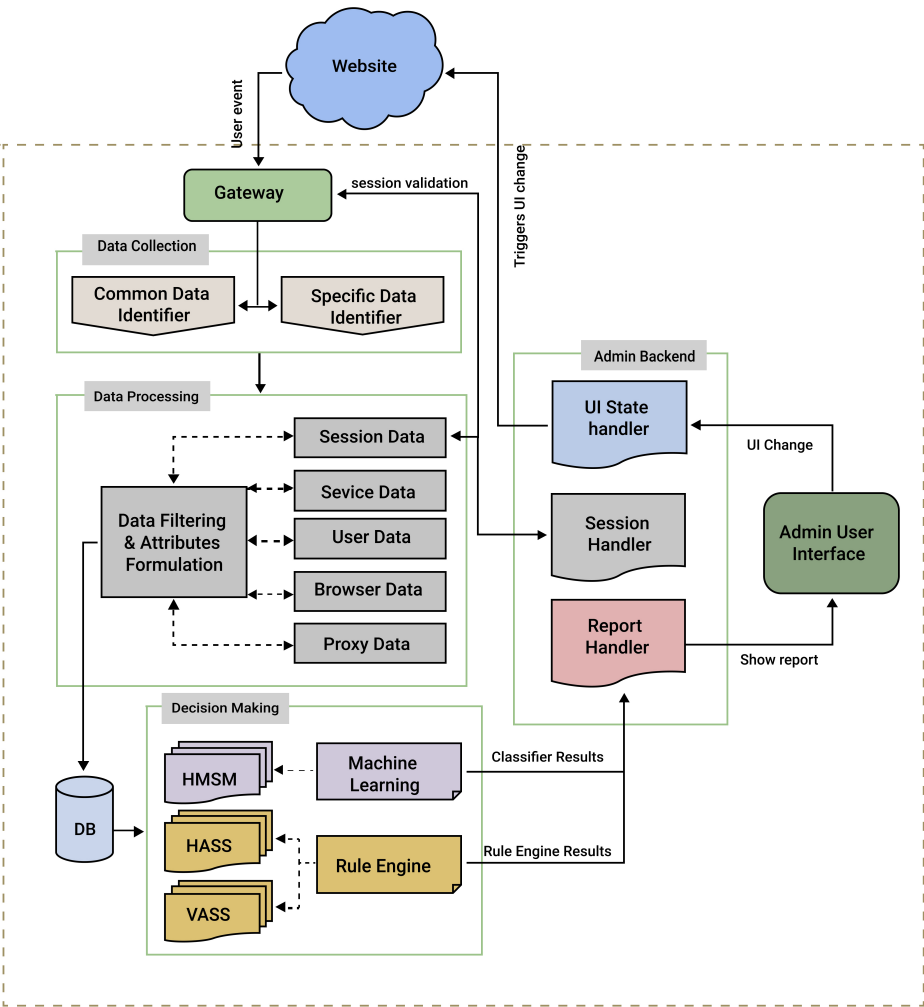 Website
User event
Triggers UI change
Gateway
session validation
Data Collection
Common Data
Identifier
Specific Data
Identifier
Admin Backend
UI State
handler
UI Change
Data Processing
Session Data
Sevice Data
User Data
Browser Data
Proxy Data
Data Filtering
& Attributes
Formulation
Session
Handler
Admin User
Interface
Report
Handler
Show report
Decision Making
HMSM
Machine
Learning
Classifier Results
DB
HASS
Rule Engine
Rule Engine Results
VASS